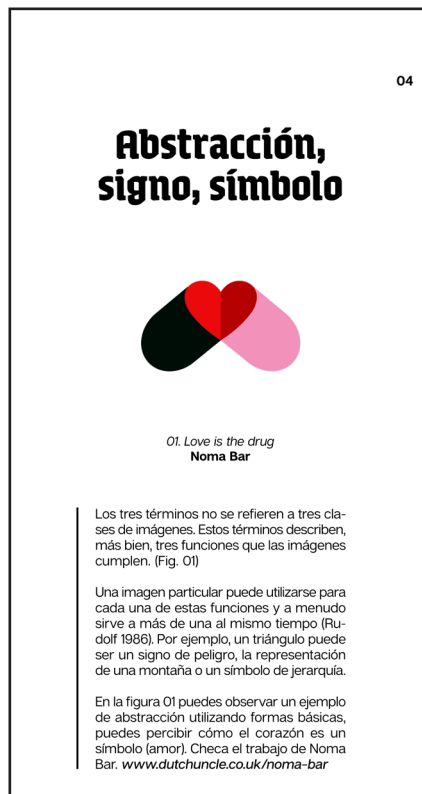 04
Abstracción,
signo, símbolo
01. Love is the drug
Noma Bar
Los tres términos no se refieren a tres cla-
ses de imágenes. Estos términos describen,
más bien, tres funciones que las imágenes
cumplen. (Fig. 01)
Una imagen particular puede utilizarse para
cada una de estas funciones y a menudo
sirve a más de una al mismo tiempo (Ru-
dolf 1986). Por ejemplo, un triángulo puede
ser un signo de peligro, la representación
de una montaña o un símbolo de jerarquía.
En la figura 01 puedes observar un ejemplo
de abstracción utilizando formas básicas,
puedes percibir cómo el corazón es un
símbolo (amor). Checa el trabajo de Noma
Bar. www.dutchuncle.co.uk/noma-bar